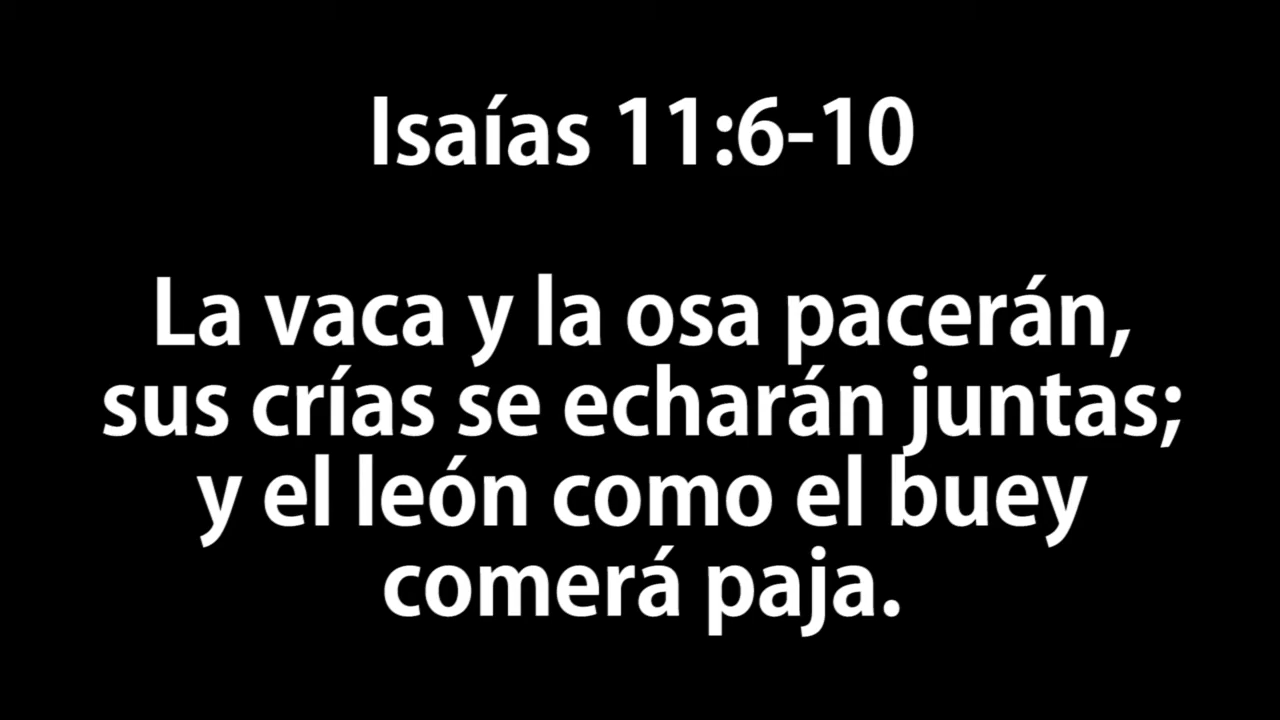 Isaías 11:6-10
La vaca y la osa pacerán,
sus crías se echarán juntas;
y el león como el buey
comerá paja.